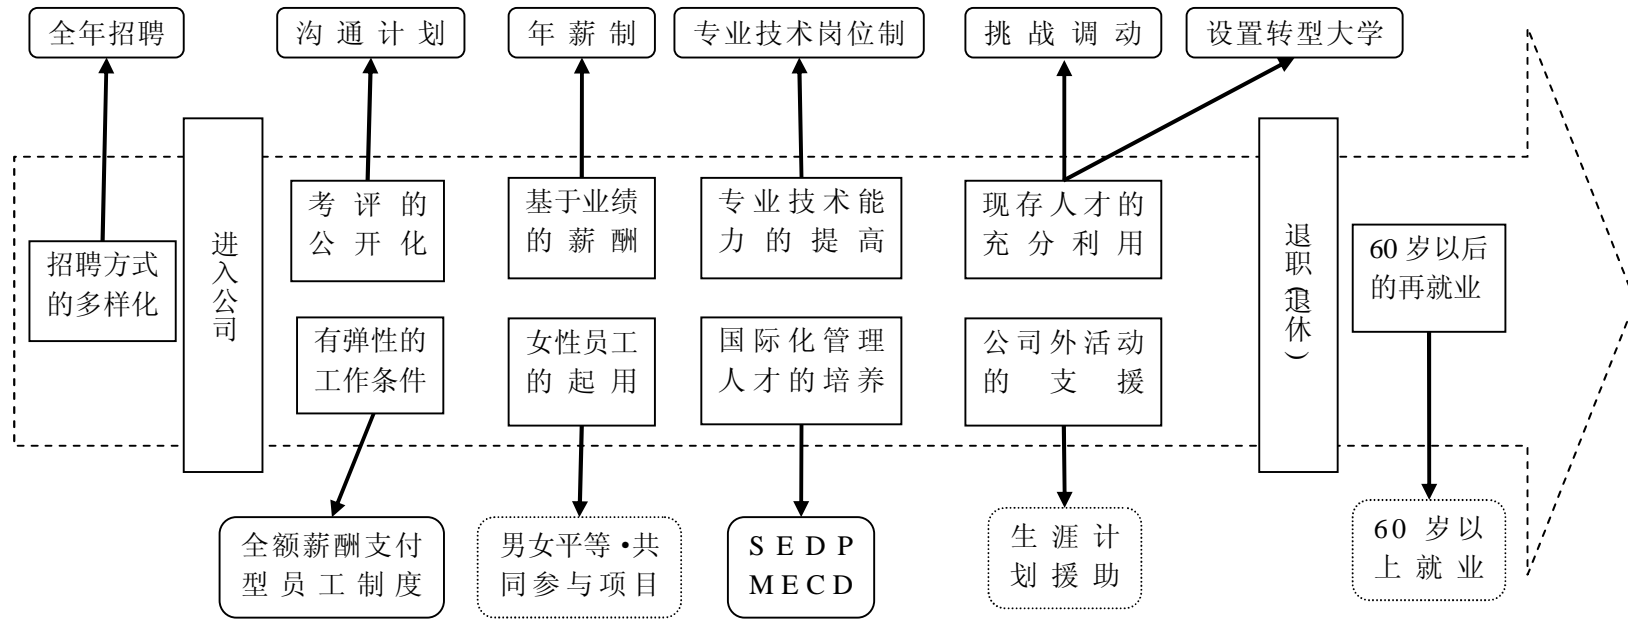 全年招聘
沟通计划
年薪制
专业技术岗位制
挑战调动
设置转型大学
招聘方式
的多样化
进入公司
考评的
公开化
基于业绩
的薪酬
专业技术能
力的提高
现存人才的
充分利用
有弹性的
工作条件
女性员工
的起用
国际化管理
人才的培养
公司外活动
的支援
退职(退休)
60岁以后
的再就业
全额薪酬支付
型员工制度
男女平等·共
同参与项目
SEDP
MECD
生涯计
划援助
60岁以
上就业